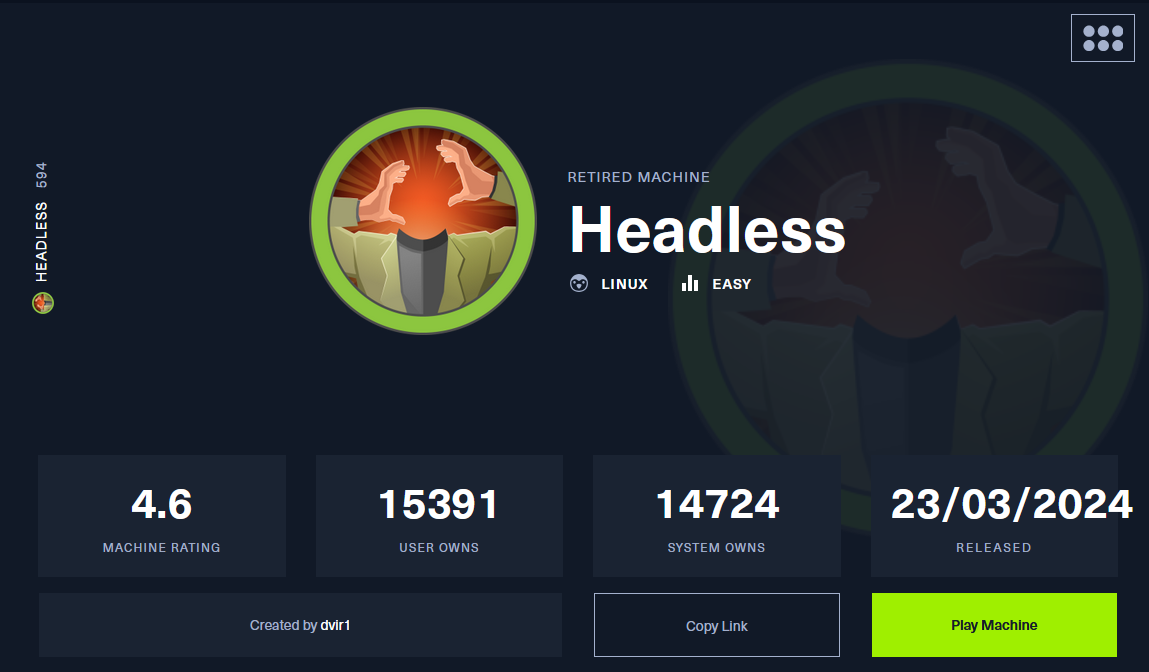 HEADLESS 594
RETIRED MACHINE
Headless
LINUX EASY
4.6 15391 14724 23/03/2024
MACHINE RATING USER OWNS SYSTEM OWNS RELEASED
Created by dvir1 Copy Link Play Machine